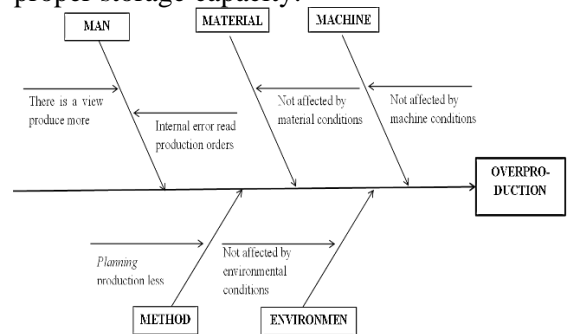 proper storage capacity.
MAN
MATERIAL
MACHINE
There is a view
produce more
Internal error read
production orders
Not affected by
material conditions
Not affected by
machine conditions
OVERPRO-
DUCTION
Planning
production less
Not affected by
environmental
conditions
METHOD
ENVIRONMEN